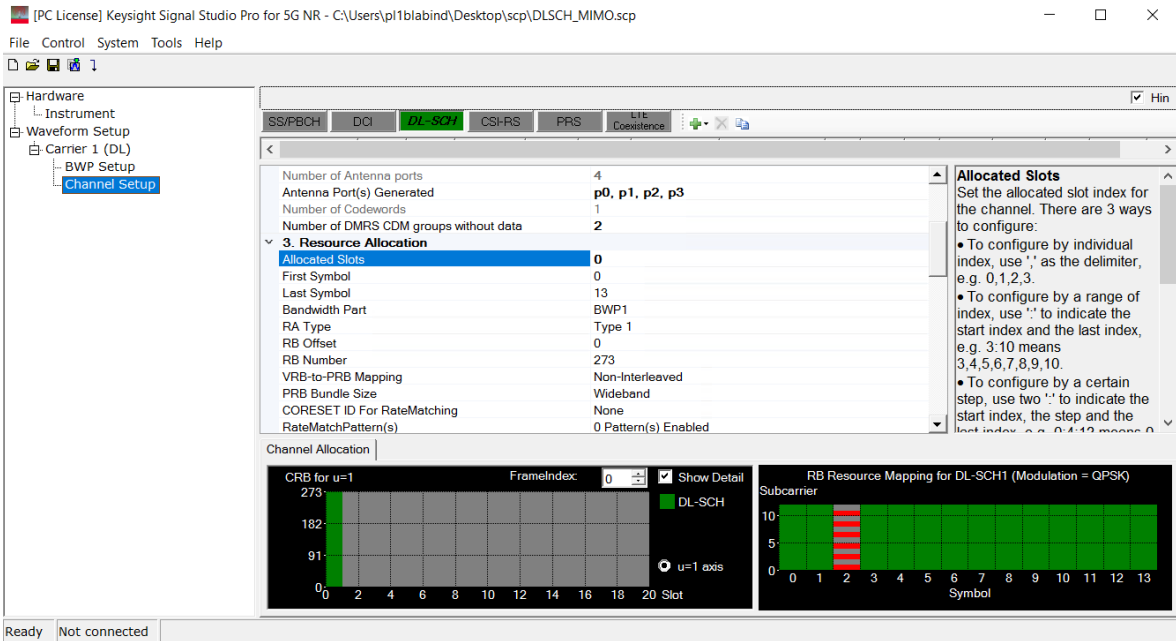 [PC License] Keysight Signal Studio Pro for 5G NR - C:\Users\pl1blabind\Desktop\scp\DLSCH_MIMO.scp
File Control System Tools Help
Hardware
Instrument
Waveform Setup
Carrier 1 (DL)
BWP Setup
Channel Setup
Hin
SS/PBCH DCI DL-SCH CSI-RS PRS LTE Coexistence
Number of Antenna ports 4
Antenna Port(s) Generated p0, p1, p2, p3
Number of Codewords 1
Number of DMRS CDM groups without data 2
3. Resource Allocation
Allocated Slots 0
First Symbol 0
Last Symbol 13
Bandwidth Part BWP1
RA Type Type 1
RB Offset 0
RB Number 273
VRB-to-PRB Mapping Non-Interleaved
PRB Bundle Size Wideband
CORESET ID For RateMatching None
RateMatchPattern(s) 0 Pattern(s) Enabled
Allocated Slots
Set the allocated slot index for
the channel. There are 3 ways
to configure:
• To configure by individual
index, use ',' as the delimiter,
e.g. 0,1,2,3.
• To configure by a range of
index, use ':' to indicate the
start index and the last index,
e.g. 3:10 means
3,4,5,6,7,8,9,10.
• To configure by a certain
step, use two ':' to indicate the
start index, the step and the
last index, e.g. 0:4:12 means 0
Channel Allocation
CRB for u=1 FrameIndex: 0 Show Detail
273
182
91
0
0 2 4 6 8 10 12 14 16 18 20 Slot
DL-SCH
u=1 axis
RB Resource Mapping for DL-SCH1 (Modulation = QPSK)
Subcarrier
10
5
0
0 1 2 3 4 5 6 7 8 9 10 11 12 13
Symbol
Ready Not connected